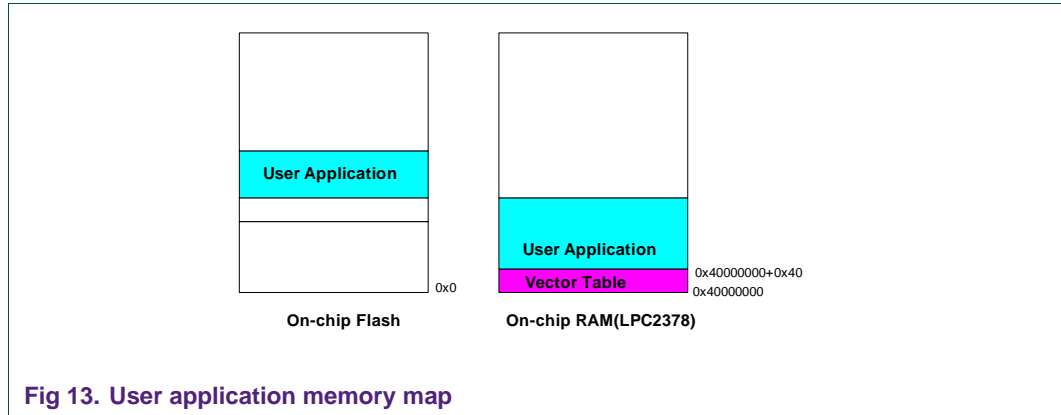 User Application
User Application
0x40000000+0x40
Vector Table
0x0
0x40000000
On-chip Flash
On-chip RAM(LPC2378)
Fig 13. User application memory map